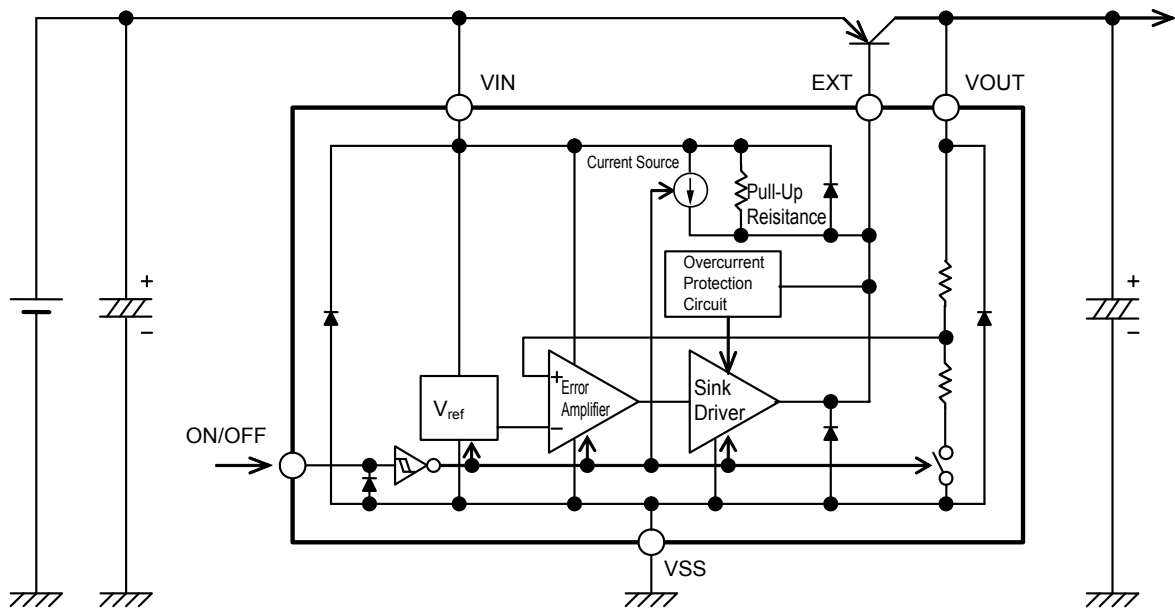 VIN
EXT
VOUT
Current Source
Pull-Up
Reisitance
Overcurrent
Protection
Circuit
+
−
+
−
+
−
Error
Amplifier
Sink
Driver
Vref
ON/OFF
VSS